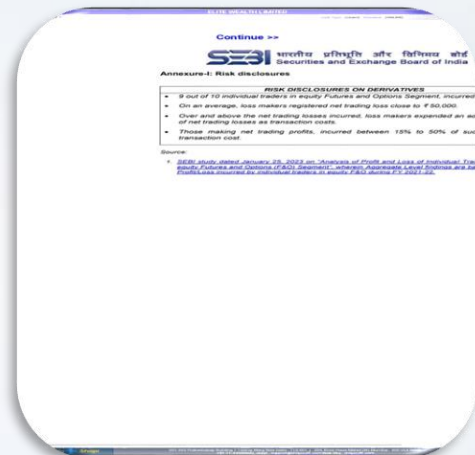 ELITE WEALTH LIMITED
Continue >>
SEBI भारतीय प्रतिभूति और विनिमय बोर्ड
Securities and Exchange Board of India
Annexure-I: Risk disclosures
RISK DISCLOSURES ON DERIVATIVES
• 9 out of 10 individual traders in equity Futures and Options Segment, incurred
• On an average, loss makers registered net trading loss close to ₹ 50,000.
• Over and above the net trading losses incurred, loss makers expended an
of net trading losses as transaction costs.
• Those making net trading profits, incurred between 15% to 50% of
transaction cost.
Source:
SEBI study dated January 25, 2023 on "Analysis of Profit and Loss of Individual
equity Futures and Options (F&O) Segment", wherein Aggregate Level findings are
Profit/Loss incurred by individual traders in equity F&O during FY 2021-22.